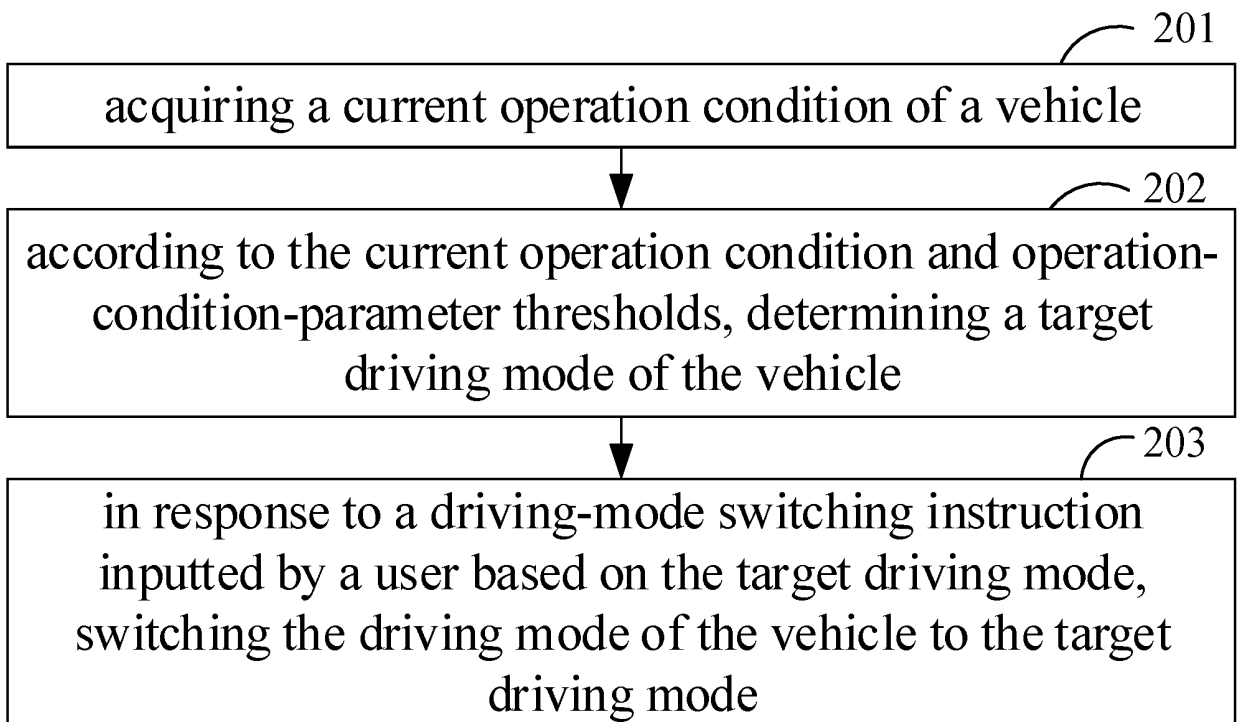 201
acquiring a current operation condition of a vehicle
202
according to the current operation condition and operation-
condition-parameter thresholds, determining a target
driving mode of the vehicle
203
in response to a driving-mode switching instruction
inputted by a user based on the target driving mode,
switching the driving mode of the vehicle to the target
driving mode